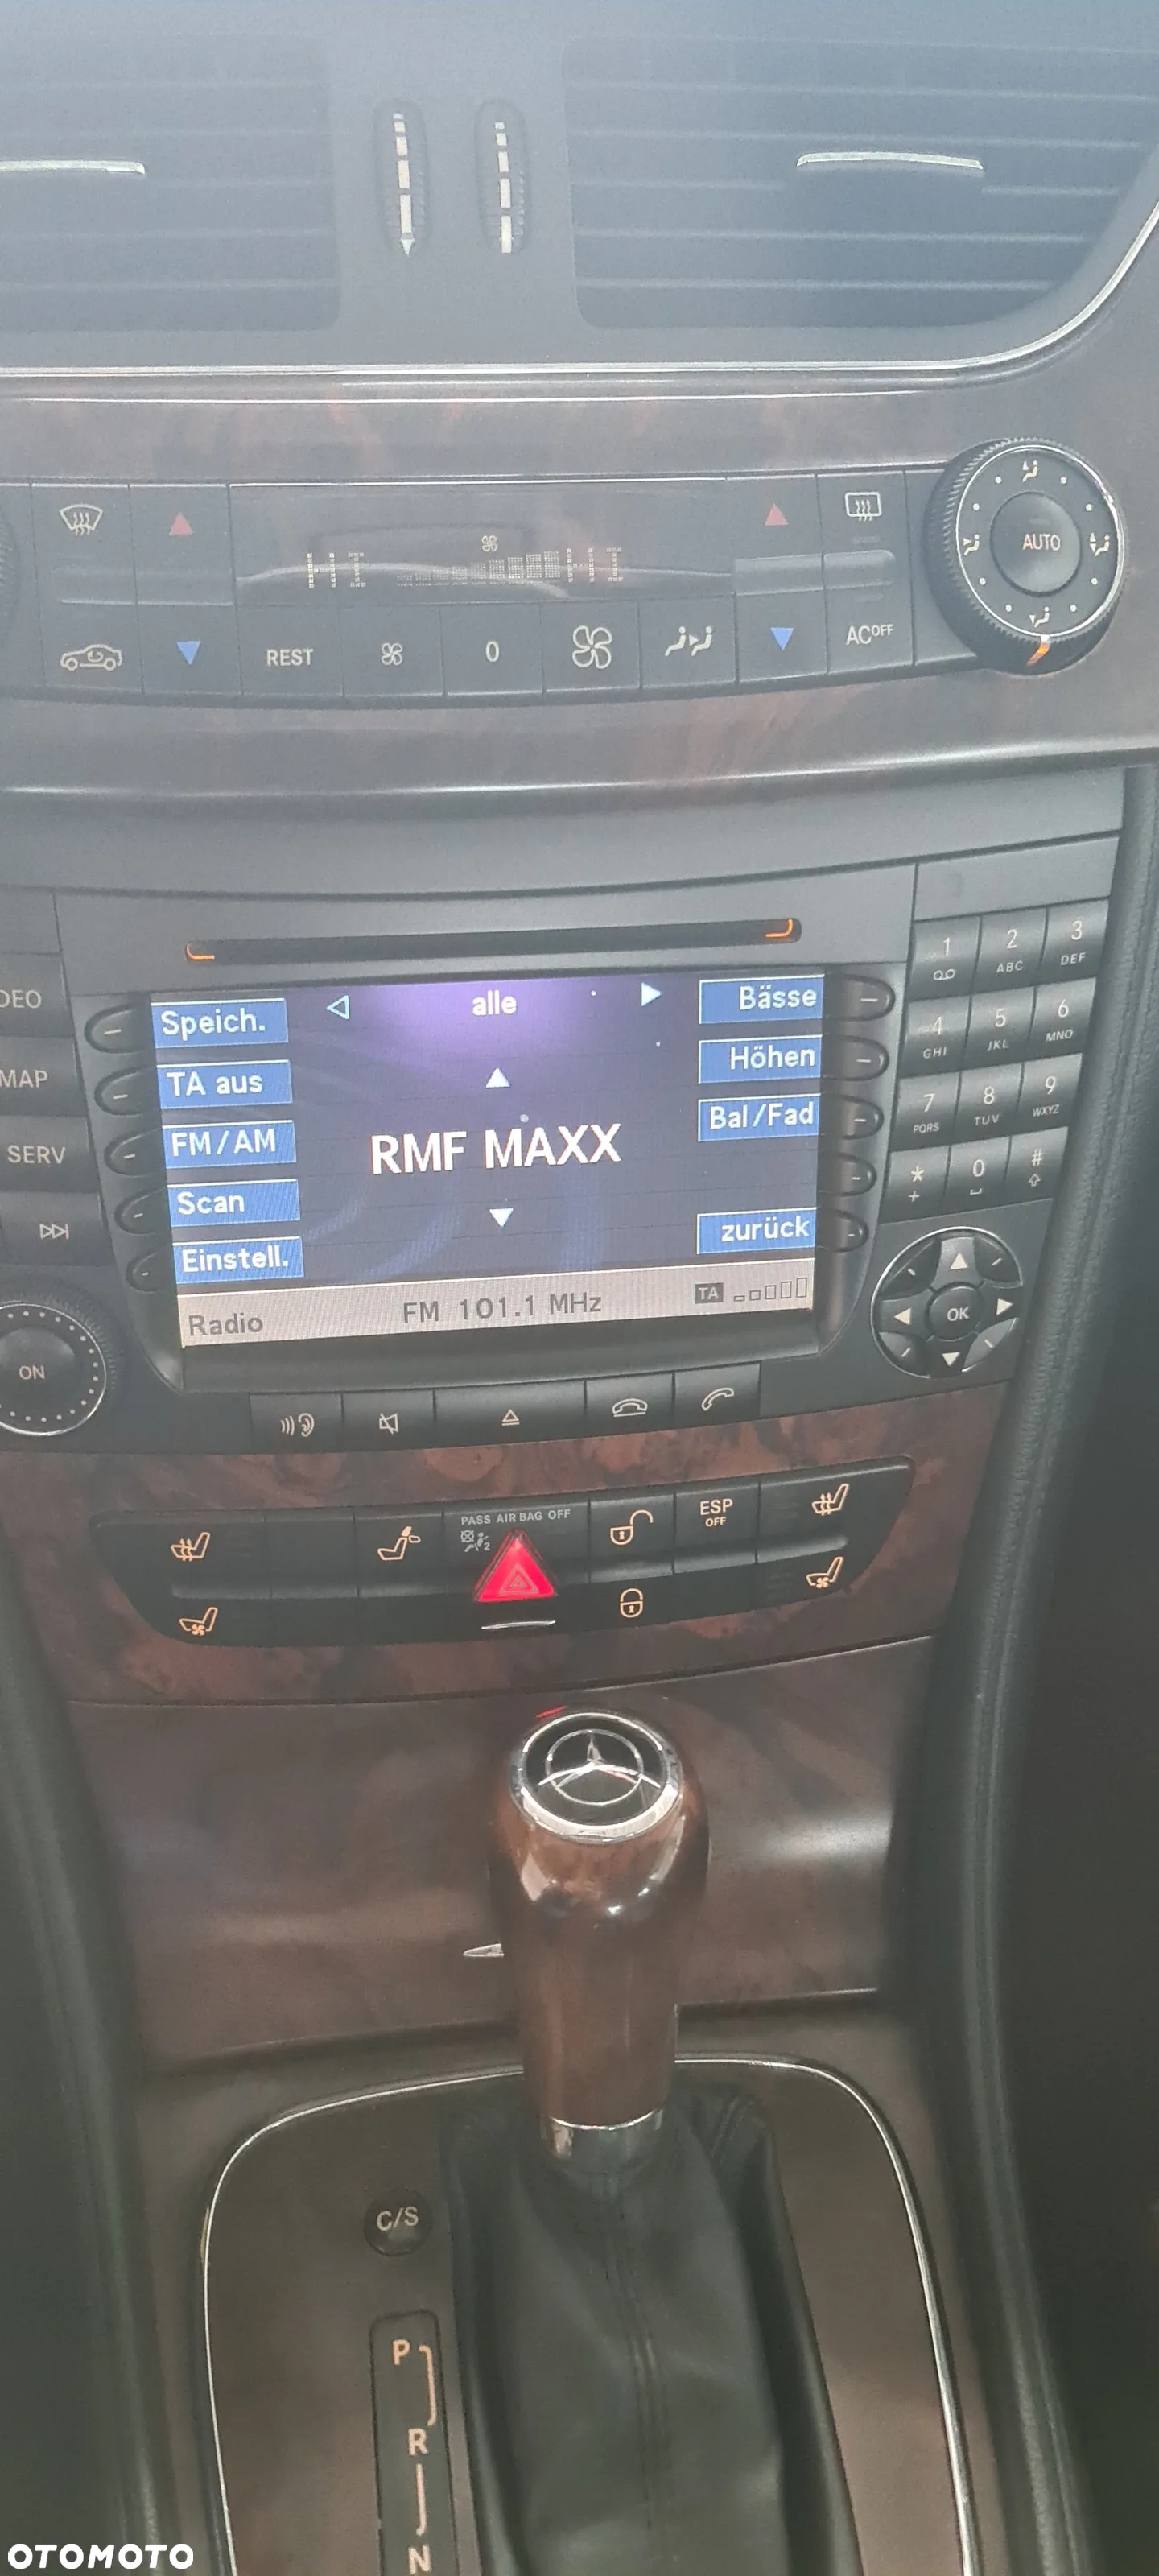 AUTO
HI
HI
REST
0
AC OFF
DEO
MAP
SERV
ON
Speich.
alle
Bässe
TA aus
Höhen
FM/AM
RMF MAXX
Bal/Fad
Scan
Einstell.
zurück
Radio
FM 101.1 MHz
TA
1
2 ABC
3 DEF
4 GHI
5 JKL
6 MNO
7 PQRS
8 TUV
9 WXYZ
* +
0
#
OK
PASS AIR BAG OFF
ESP
OFF
C/S
P
R
N
OTOMOTO